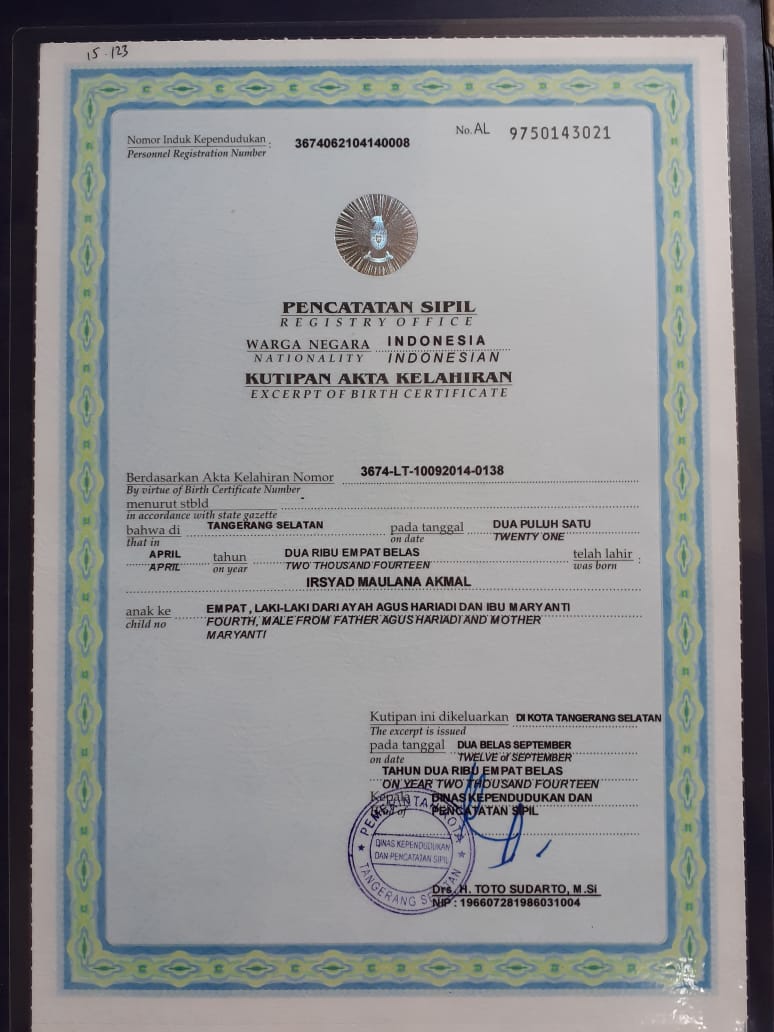 15-123
Nomor Induk Kependudukan : 3674062104140008
Personnel Registration Number
No. AL 9750143021
PENCATATAN SIPIL
REGISTRY OFFICE
WARGA NEGARA INDONESIA
NATIONALITY INDONESIAN
KUTIPAN AKTA KELAHIRAN
EXCERPT OF BIRTH CERTIFICATE
Berdasarkan Akta Kelahiran Nomor 3674-LT-10092014-0138
By virtue of Birth Certificate Number
menurut stbld
in accordance with state gazette
bahwa di TANGERANG SELATAN pada tanggal DUA PULUH SATU
that in on date TWENTY ONE
APRIL tahun DUA RIBU EMPAT BELAS telah lahir :
APRIL on year TWO THOUSAND FOURTEEN was born
IRSYAD MAULANA AKMAL
anak ke EMPAT, LAKI-LAKI DARI AYAH AGUS HARIADI DAN IBU MARYANTI
child no FOURTH, MALE FROM FATHER AGUS HARIADI AND MOTHER
MARYANTI
Kutipan ini dikeluarkan DI KOTA TANGERANG SELATAN
The excerpt is issued
pada tanggal DUA BELAS SEPTEMBER
on date TWELVE of SEPTEMBER
TAHUN DUA RIBU EMPAT BELAS
ON YEAR TWO THOUSAND FOURTEEN
Kepala DINAS KEPENDUDUKAN DAN
of PENCATATAN SIPIL
PEMERINTAH KOTA
DINAS KEPENDUDUKAN
DAN PENCATATAN SIPIL
TANGERANG SELATAN
Drs. H. TOTO SUDARTO, M.Si
NIP : 196607281986031004